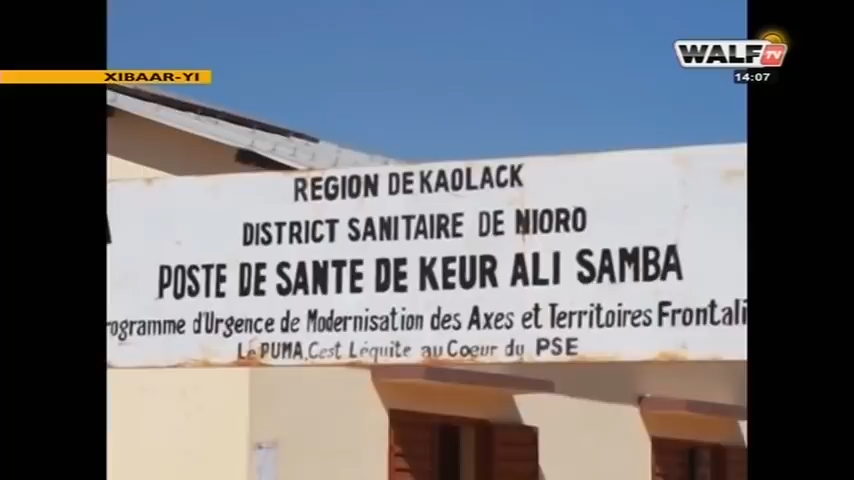 WALF TV
XIBAAR-YI
14:07
REGION DE KAOLACK
DISTRICT SANITAIRE DE NIORO
POSTE DE SANTE DE KEUR ALI SAMBA
rogramme d'Urgence de Modernisation des Axes et Territoires Frontali
Le PUMA, C'est L'équite au Coeur du PSE